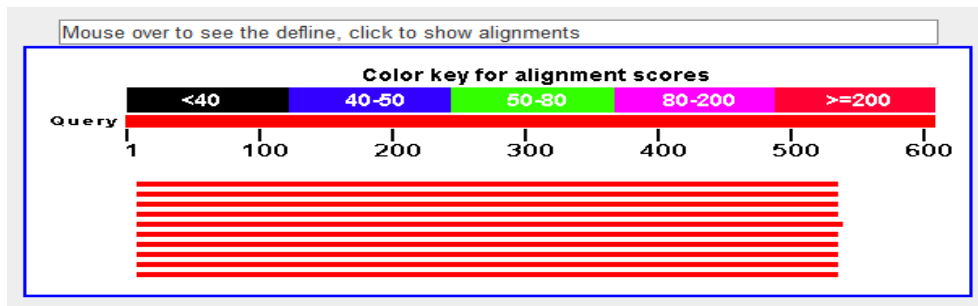 Mouse over to see the defline, click to show alignments
Color key for alignment scores
<40 40-50 50-80 80-200 >=200
Query
1 100 200 300 400 500 600